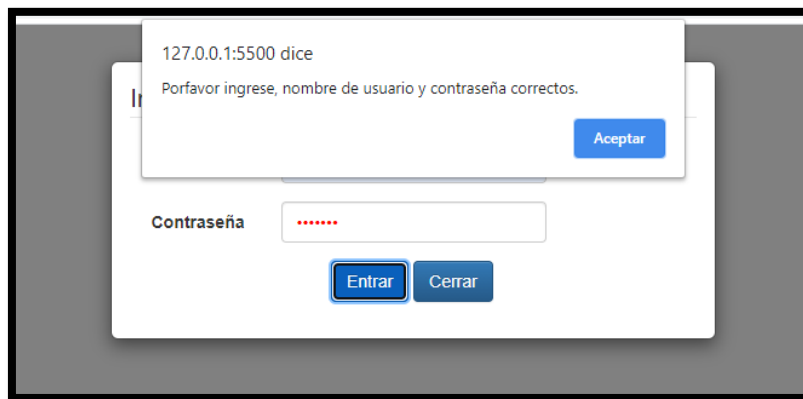 127.0.0.1:5500 dice
Porfavor ingrese, nombre de usuario y contraseña correctos.
Aceptar
Contraseña
Entrar
Cerrar